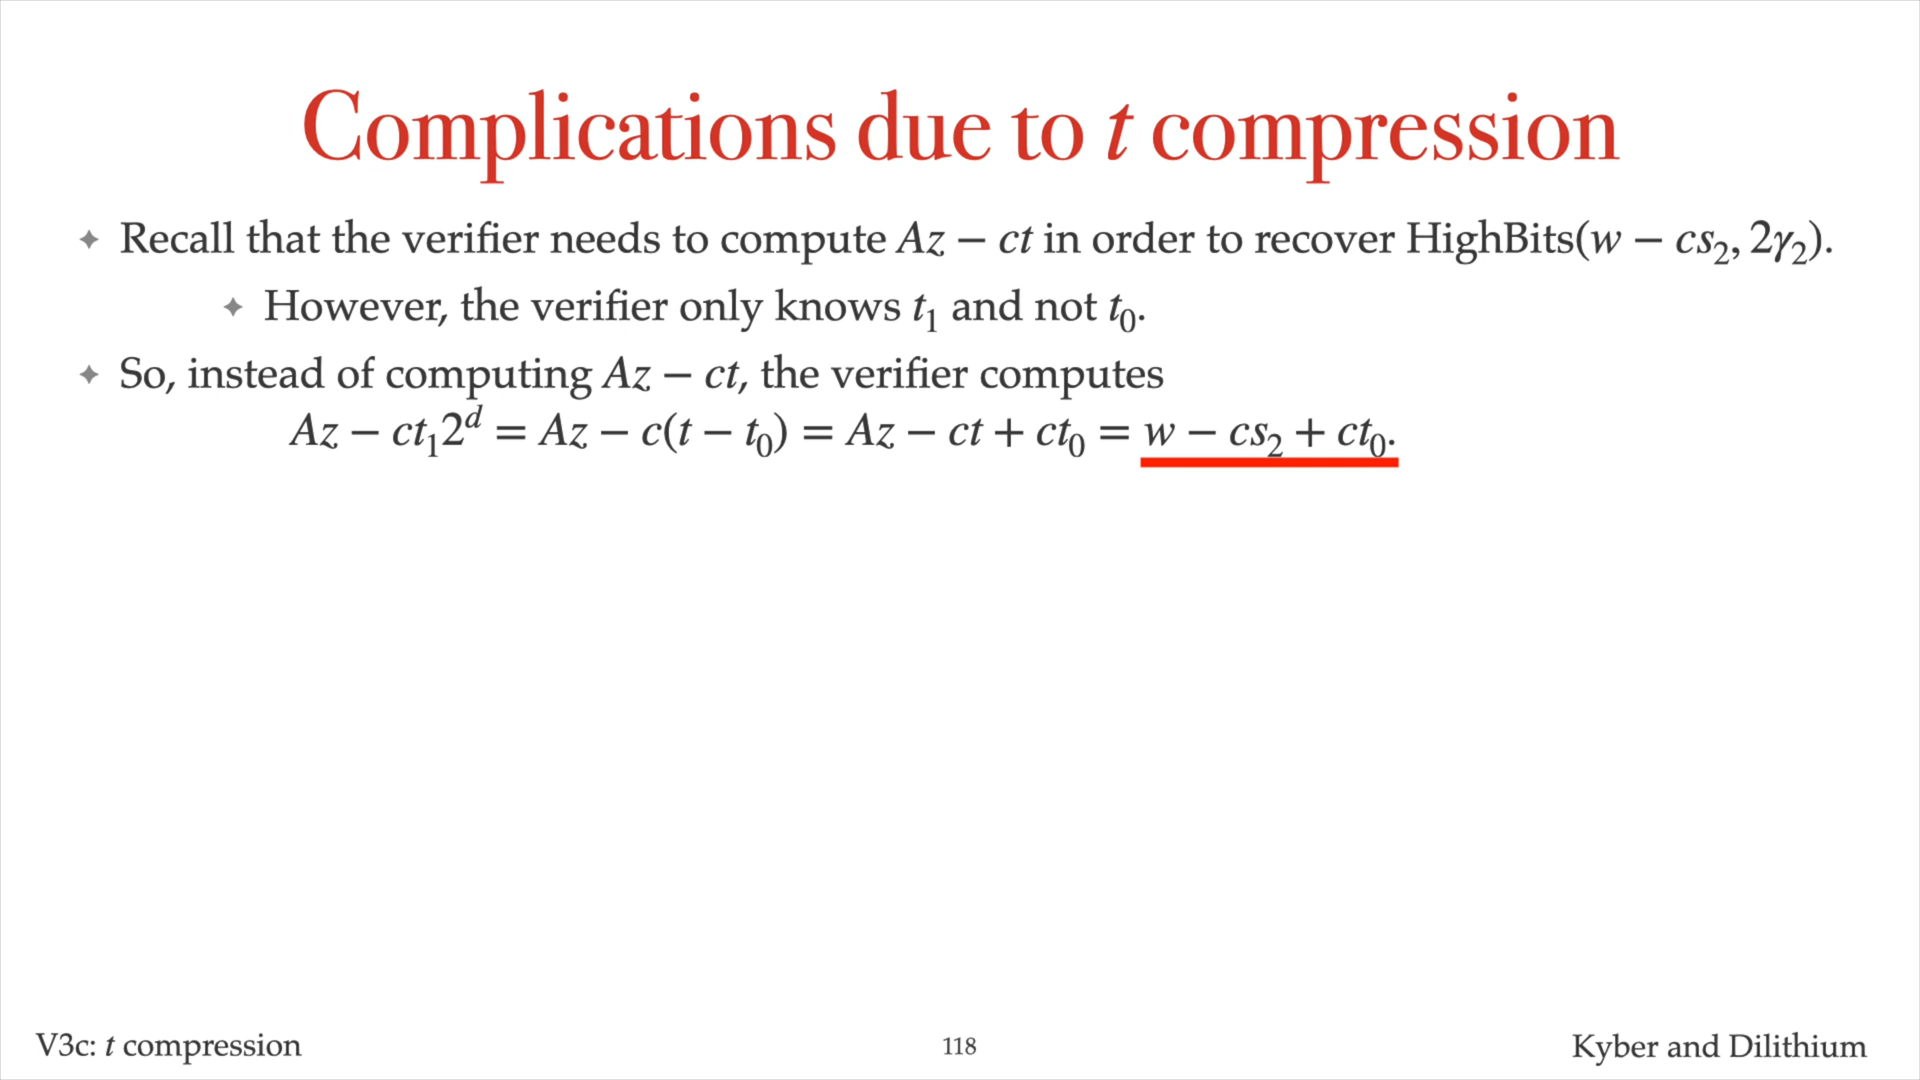 Complications due to t compression
✦ Recall that the verifier needs to compute Az − ct in order to recover HighBits(w − cs₂, 2γ₂).
✦ However, the verifier only knows t₁ and not t₀.
✦ So, instead of computing Az − ct, the verifier computes
Az − ct₁2ᵈ = Az − c(t − t₀) = Az − ct + ct₀ = w − cs₂ + ct₀.
V3c: t compression
118
Kyber and Dilithium